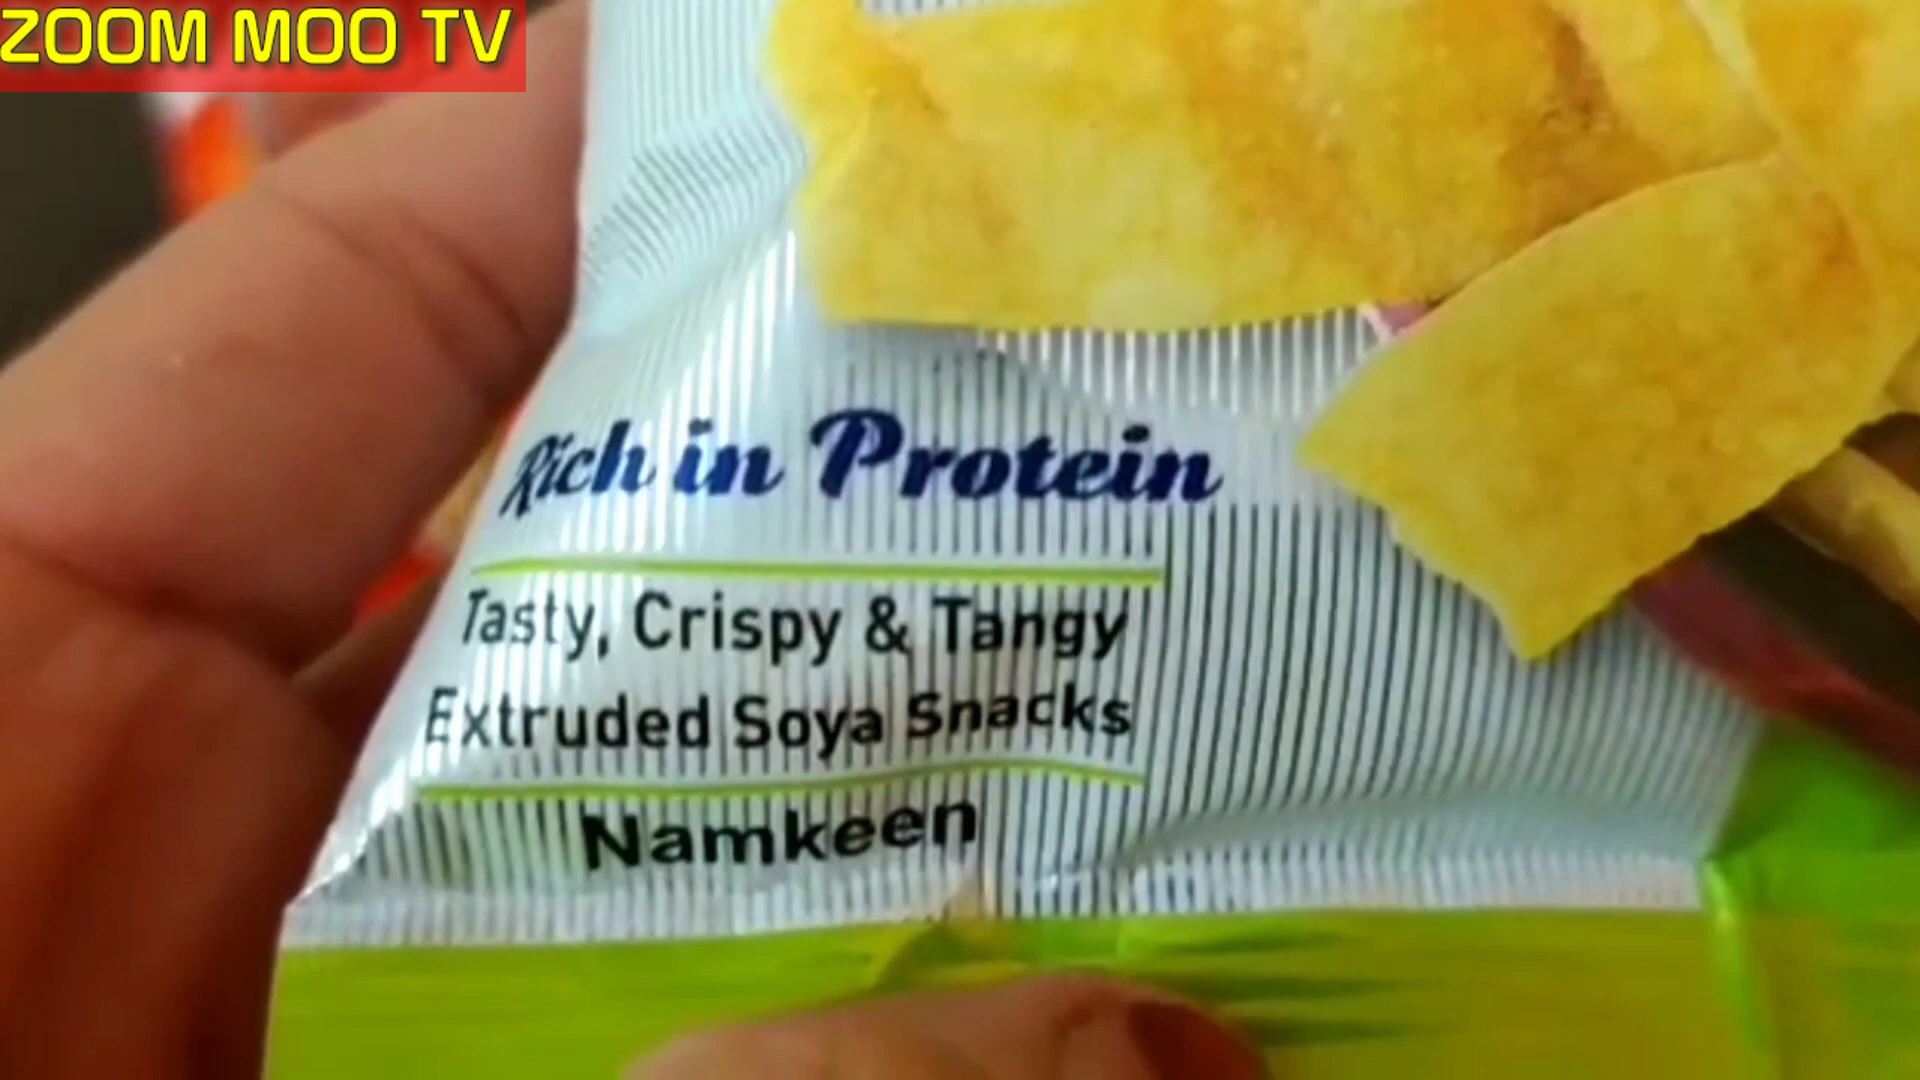 ZOOM MOO TV
Rich in Protein
Tasty, Crispy & Tangy
Extruded Soya Snacks
Namkeen